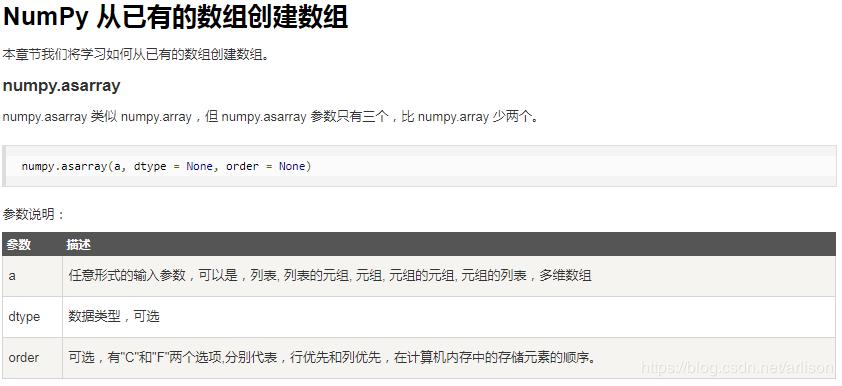 NumPy 从已有的数组创建数组
本章节我们将学习如何从已有的数组创建数组。
numpy.asarray
numpy.asarray 类似 numpy.array，但 numpy.asarray 参数只有三个，比 numpy.array 少两个。
numpy.asarray(a, dtype = None, order = None)
参数说明：
参数 描述
a 任意形式的输入参数，可以是，列表, 列表的元组, 元组, 元组的元组, 元组的列表，多维数组
dtype 数据类型，可选
order 可选，有"C"和"F"两个选项,分别代表，行优先和列优先，在计算机内存中的存储元素的顺序。
https://blog.csdn.net/arlison